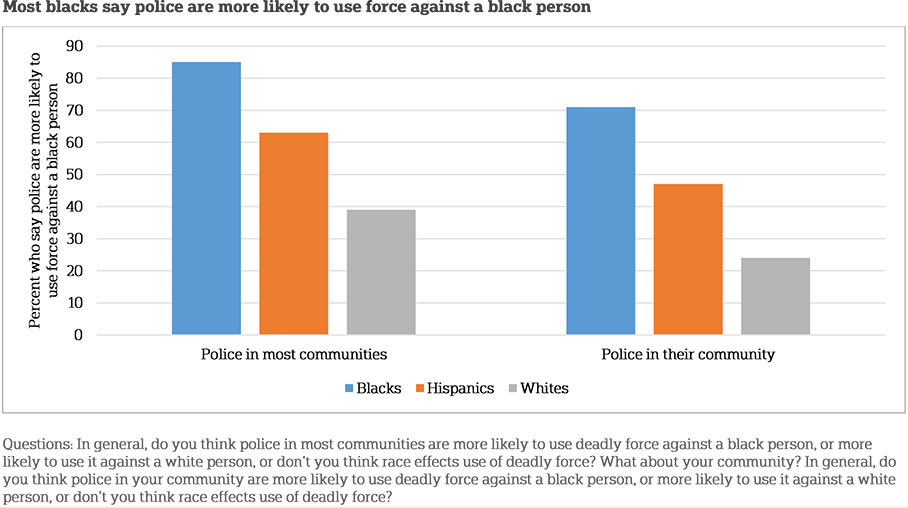 Most blacks say police are more likely to use force against a black person
Percent who say police are more likely to
use force against a black person
90
80
70
60
50
40
30
20
10
0
Police in most communities
Police in their community
Blacks
Hispanics
Whites
Questions: In general, do you think police in most communities are more likely to use deadly force against a black person, or more
likely to use it against a white person, or don't you think race effects use of deadly force? What about your community? In general, do
you think police in your community are more likely to use deadly force against a black person, or more likely to use it against a white
person, or don't you think race effects use of deadly force?